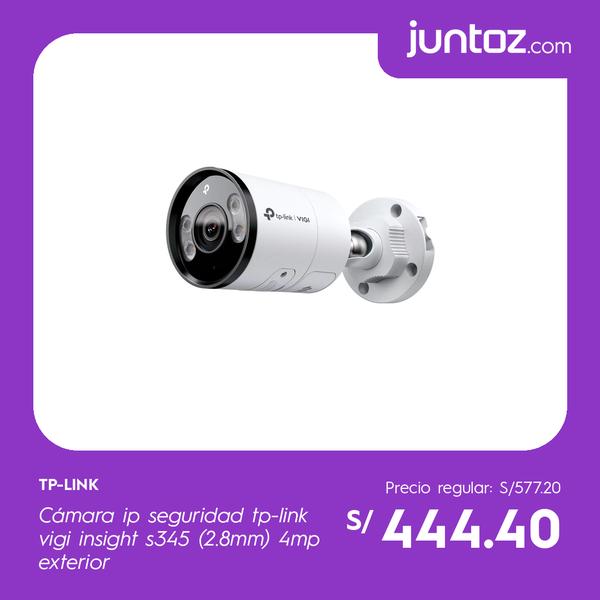 juntoz.com
tp-link | VIGI
TP-LINK
Cámara ip seguridad tp-link
vigi insight s345 (2.8mm) 4mp
exterior
Precio regular: S/577.20
S/ 444.40